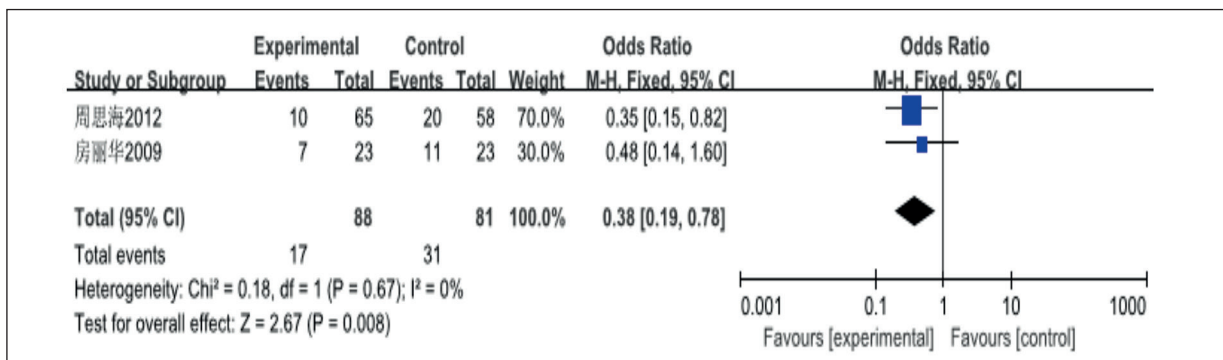 Experimental Control Odds Ratio Odds Ratio
Study or Subgroup Events Total Events Total Weight M-H, Fixed, 95% CI M-H, Fixed, 95% CI
周思海2012 10 65 20 58 70.0% 0.35 [0.15, 0.82]
房丽华2009 7 23 11 23 30.0% 0.48 [0.14, 1.60]
Total (95% CI) 88 81 100.0% 0.38 [0.19, 0.78]
Total events 17 31
Heterogeneity: Chi² = 0.18, df = 1 (P = 0.67); I² = 0%
Test for overall effect: Z = 2.67 (P = 0.008)
0.001 0.1 1 10 1000
Favours [experimental] Favours [control]